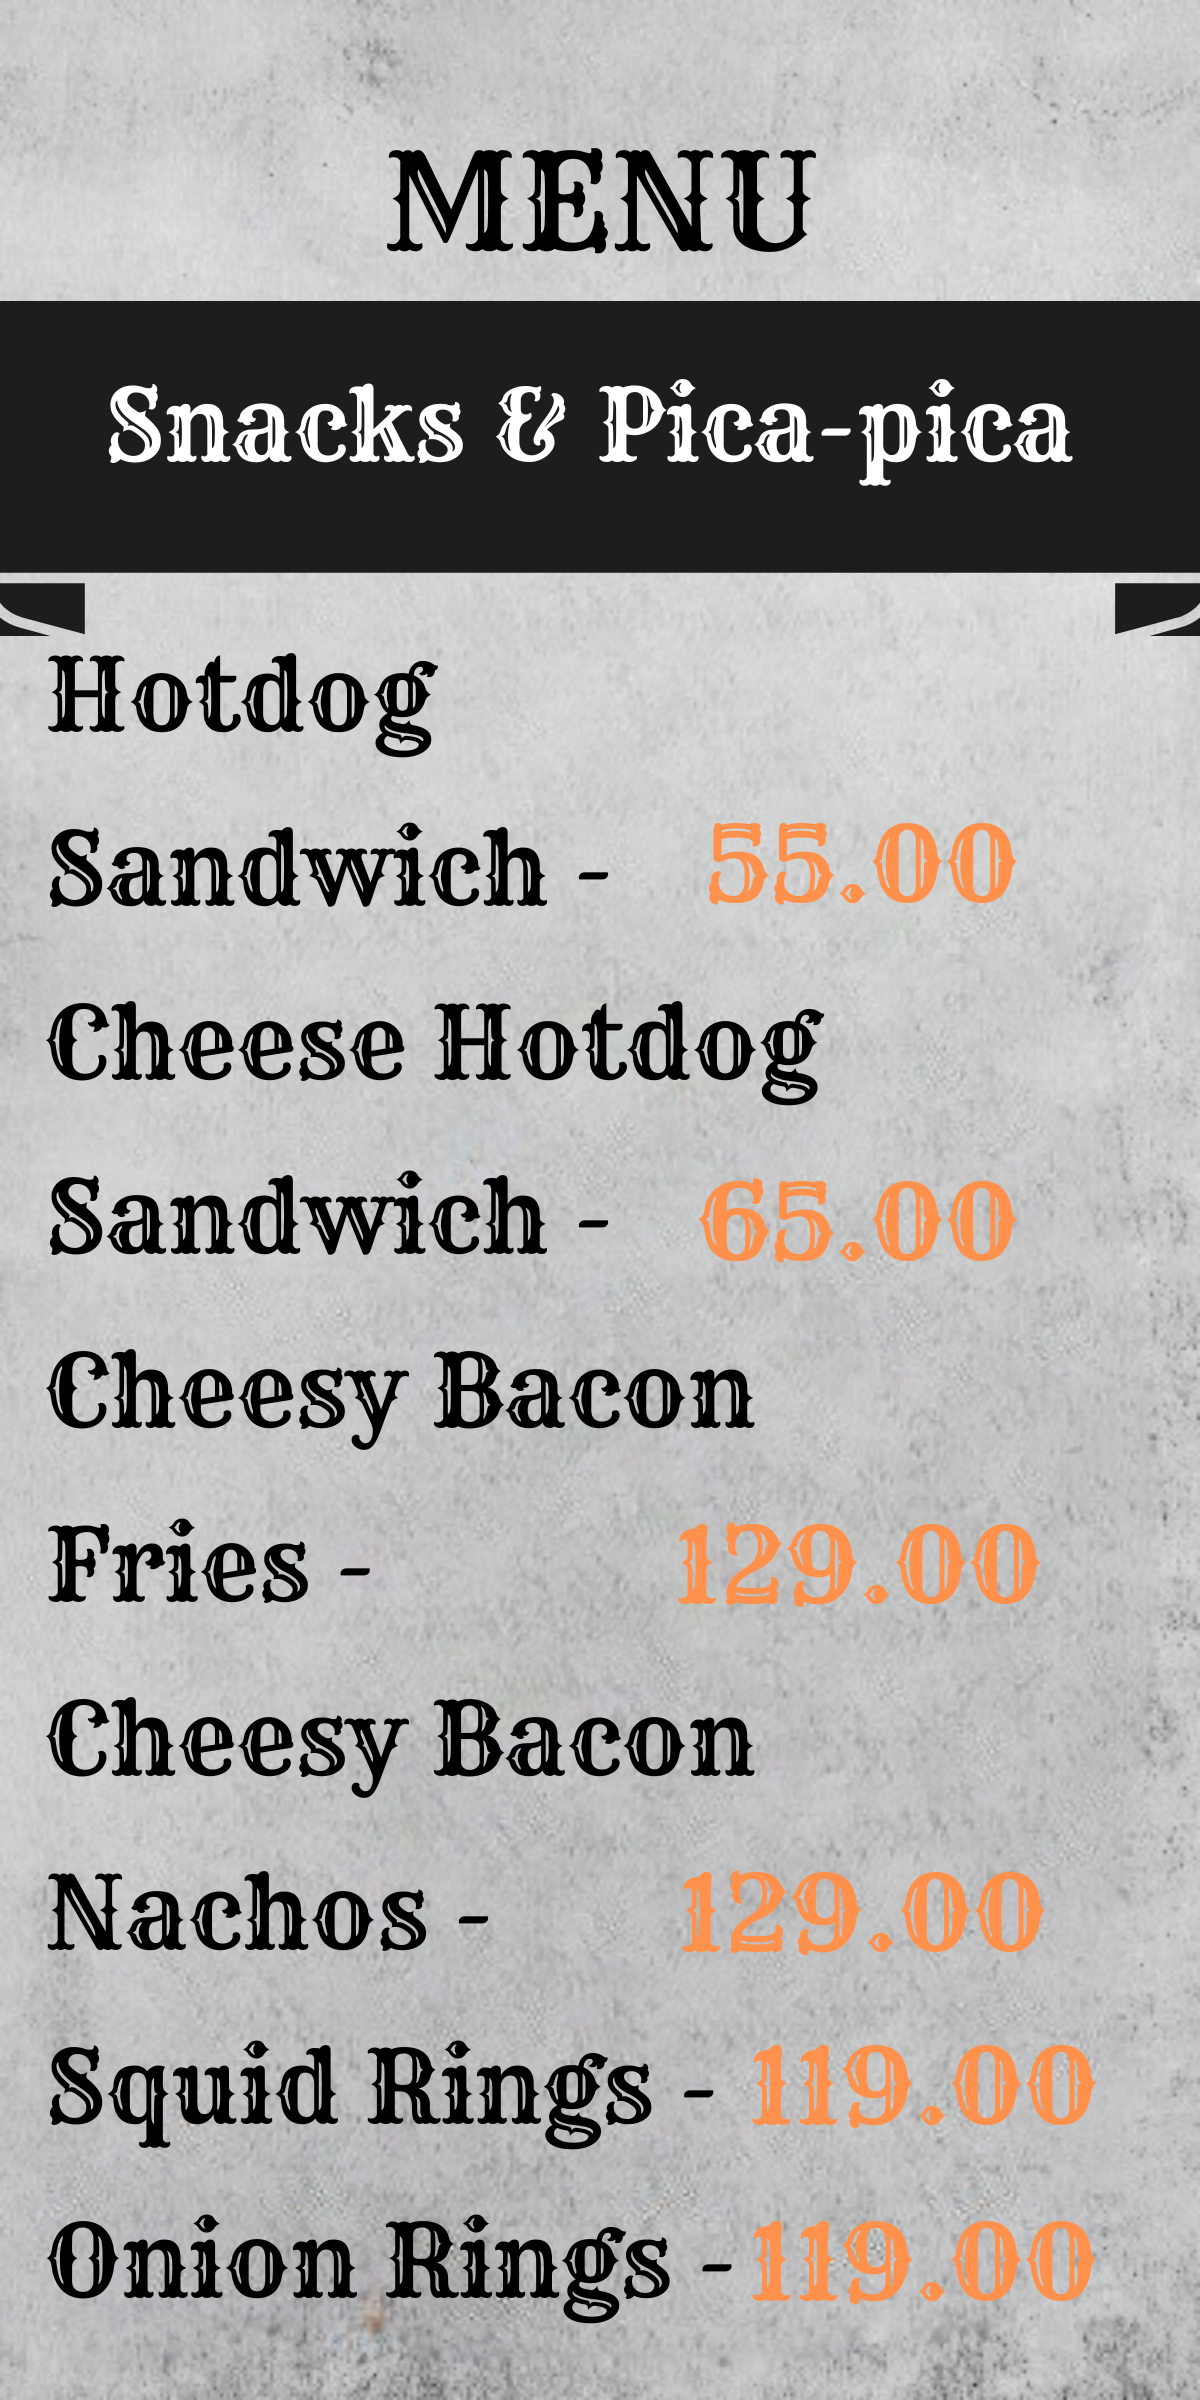 MENU
Snacks & Pica-pica
Hotdog
Sandwich - 55.00
Cheese Hotdog
Sandwich - 65.00
Cheesy Bacon
Fries - 129.00
Cheesy Bacon
Nachos - 129.00
Squid Rings - 119.00
Onion Rings - 119.00